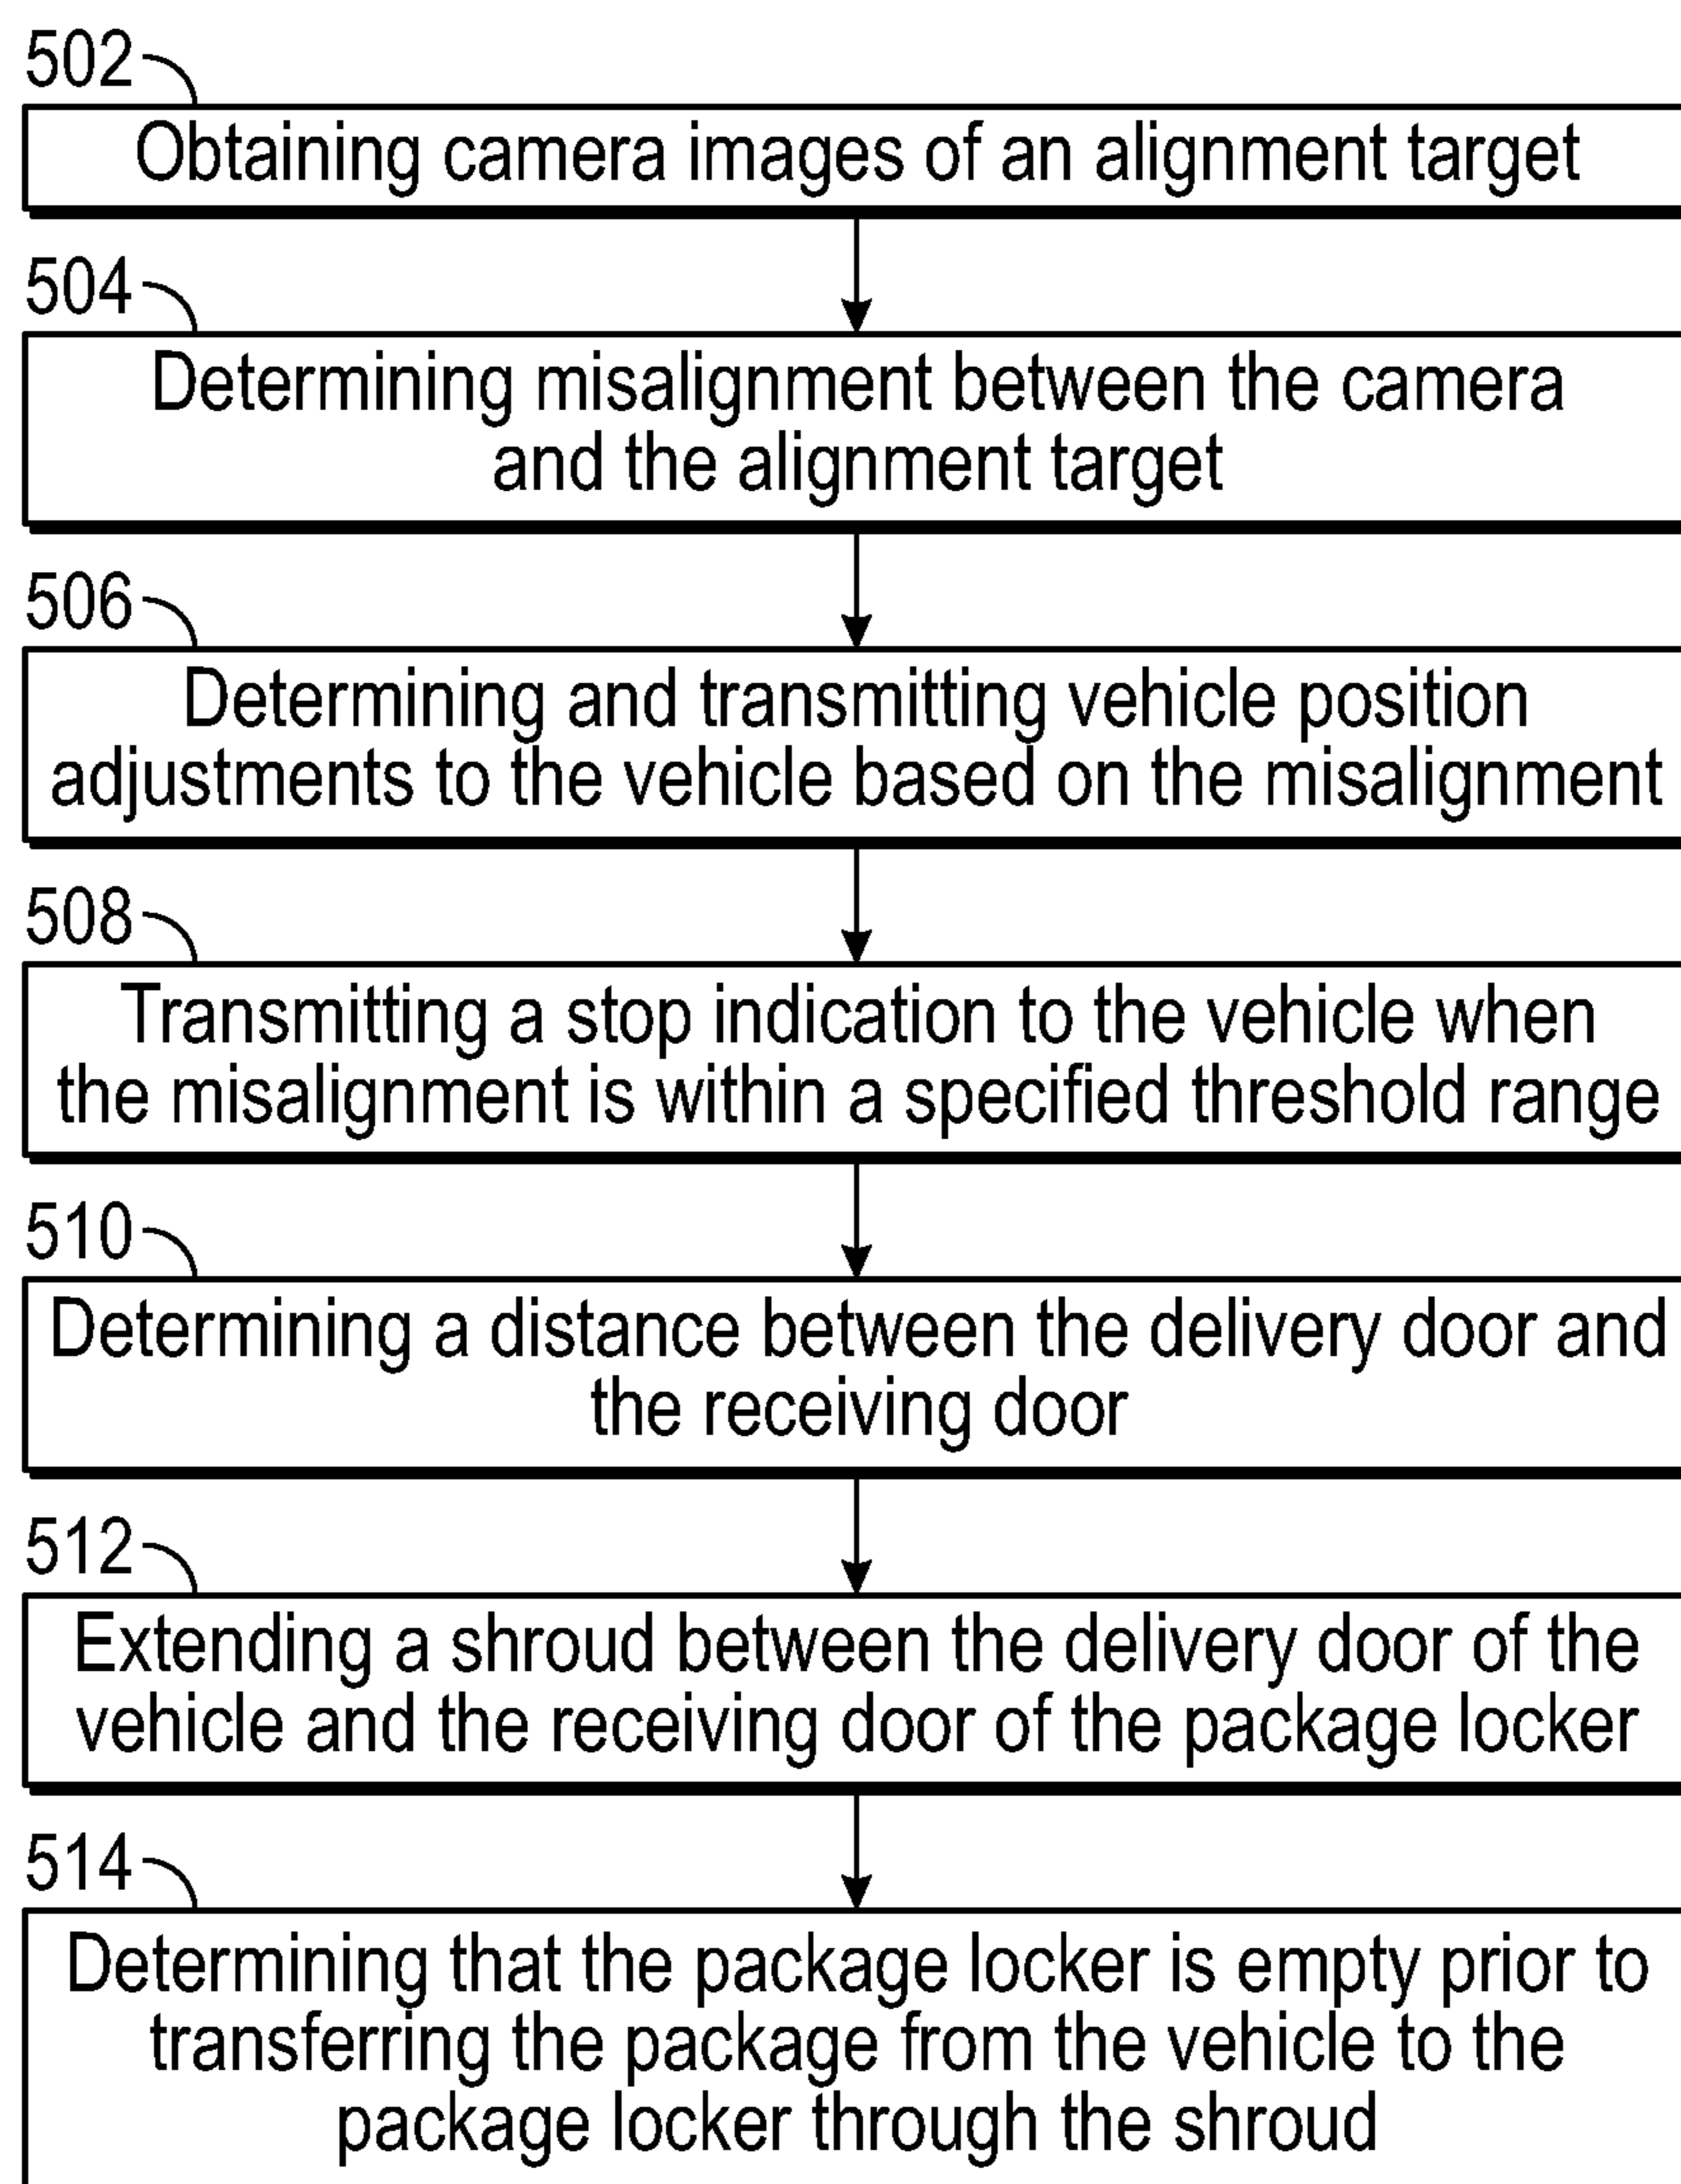 502
Obtaining camera images of an alignment target
504
Determining misalignment between the camera
and the alignment target
506
Determining and transmitting vehicle position
adjustments to the vehicle based on the misalignment
508
Transmitting a stop indication to the vehicle when
the misalignment is within a specified threshold range
510
Determining a distance between the delivery door and
the receiving door
512
Extending a shroud between the delivery door of the
vehicle and the receiving door of the package locker
514
Determining that the package locker is empty prior to
transferring the package from the vehicle to the
package locker through the shroud